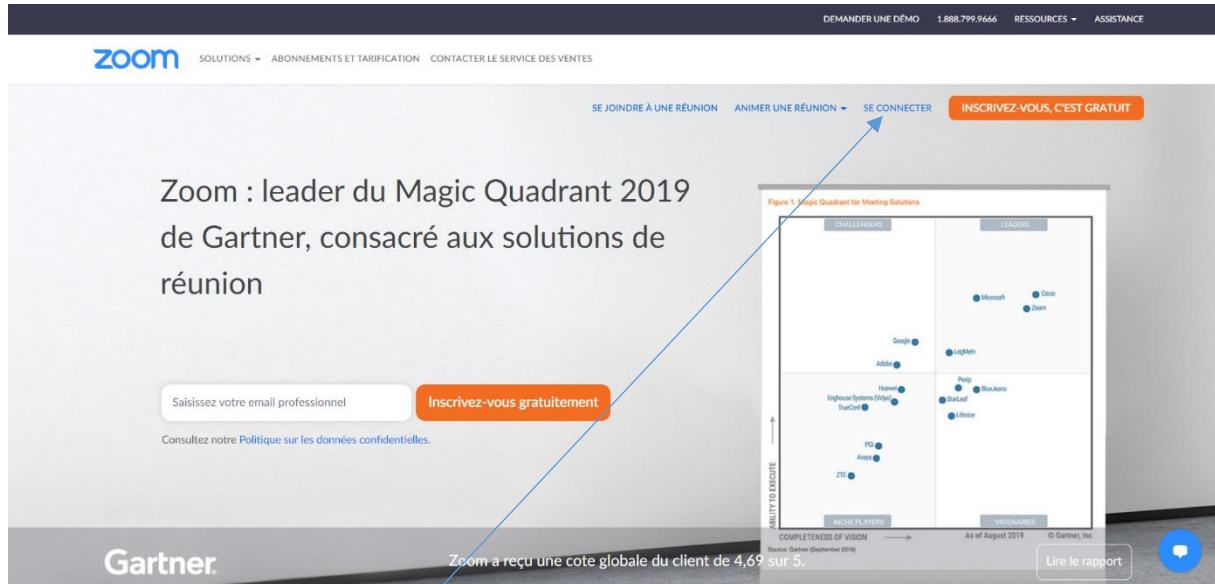 DEMANDER UNE DÉMO 1.888.799.9666 RESSOURCES ASSISTANCE
zoom SOLUTIONS ABONNEMENTS ET TARIFICATION CONTACTER LE SERVICE DES VENTES
SE JOINDRE À UNE RÉUNION ANIMER UNE RÉUNION SE CONNECTER INSCRIVEZ-VOUS, C'EST GRATUIT
Zoom : leader du Magic Quadrant 2019
de Gartner, consacré aux solutions de
réunion
Saisissez votre email professionnel Inscrivez-vous gratuitement
Consultez notre Politique sur les données confidentielles.
Figure 1. Magic Quadrant for Meeting Solutions
CHALLENGERS LEADERS
Microsoft Cisco
Zoom
Google
LogMeIn
Adobe
Pexip
Huawei BlueJeans
Enghouse Systems (Vidyo) StarLeaf
TrueConf
Lifesize
PGi
Avaya
ZTE
ABILITY TO EXECUTE
NICHE PLAYERS VISIONARIES
COMPLETENESS OF VISION As of August 2019 © Gartner, Inc
Source: Gartner (September 2019)
Gartner. Zoom a reçu une cote globale du client de 4,69 sur 5. Lire le rapport